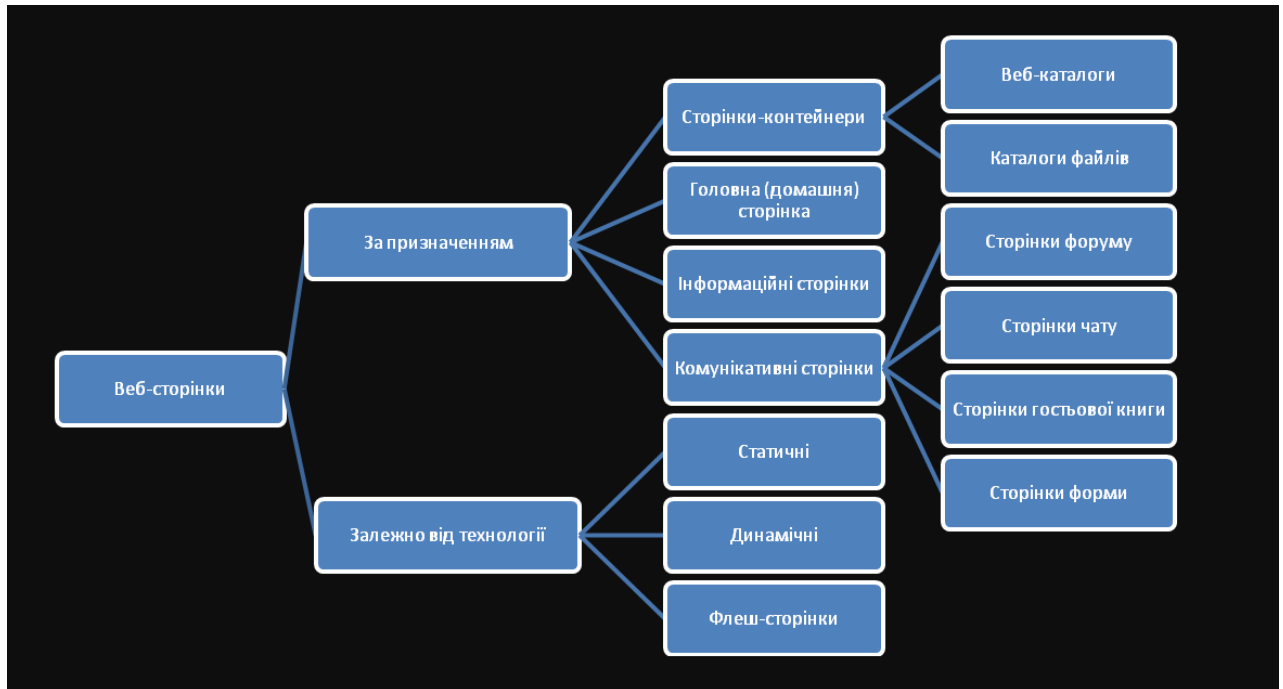 Веб-сторінки
За призначенням
Сторінки-контейнери
Веб-каталоги
Каталоги файлів
Головна (домашня)
сторінка
Інформаційні сторінки
Комунікативні сторінки
Сторінки форуму
Сторінки чату
Сторінки гостьової книги
Сторінки форми
Залежно від технології
Статичні
Динамічні
Флеш-сторінки